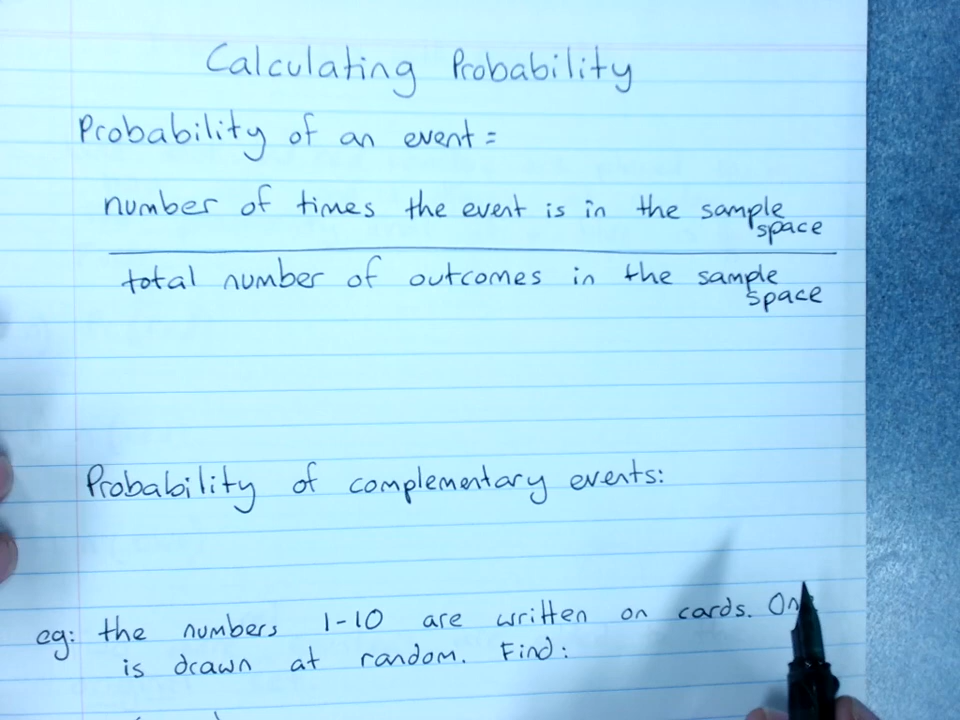 Calculating Probability
Probability of an event =
number of times the event is in the sample
space
total number of outcomes in the sample
space
Probability of complementary events:
eg: the numbers 1-10 are written on cards.
is drawn at random. Find: